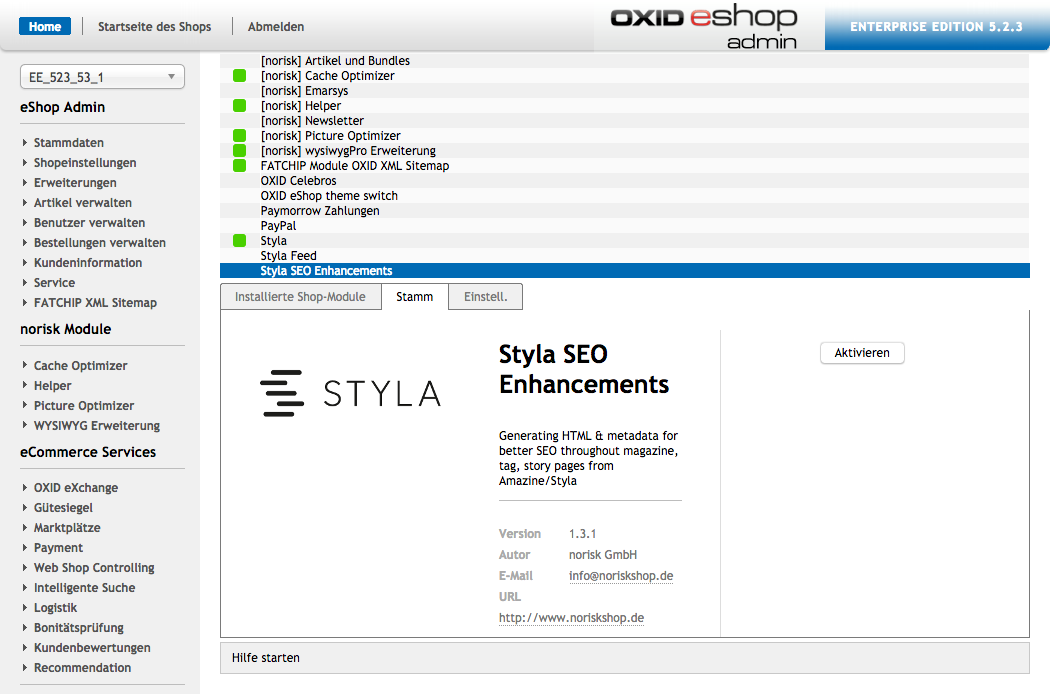 Home
Startseite des Shops
Abmelden
OXID eshop
admin
ENTERPRISE EDITION 5.2.3
EE_523_53_1
eShop Admin
Stammdaten
Shopeinstellungen
Erweiterungen
Artikel verwalten
Benutzer verwalten
Bestellungen verwalten
Kundeninformation
Service
FATCHIP XML Sitemap
norisk Module
Cache Optimizer
Helper
Picture Optimizer
WYSIWYG Erweiterung
eCommerce Services
OXID eXchange
Gütesiegel
Marktplätze
Payment
Web Shop Controlling
Intelligente Suche
Logistik
Bonitätsprüfung
Kundenbewertungen
Recommendation
[norisk] Artikel und Bundles
[norisk] Cache Optimizer
[norisk] Emarsys
[norisk] Helper
[norisk] Newsletter
[norisk] Picture Optimizer
[norisk] wysiwygPro Erweiterung
FATCHIP Module OXID XML Sitemap
OXID Celebros
OXID eShop theme switch
Paymorrow Zahlungen
PayPal
Styla
Styla Feed
Styla SEO Enhancements
Installierte Shop-Module
Stamm
Einstell.
STYLA
Styla SEO
Enhancements
Generating HTML & metadata for
better SEO throughout magazine,
tag, story pages from
Amazine/Styla
Version 1.3.1
Autor norisk GmbH
E-Mail info@noriskshop.de
URL
http://www.noriskshop.de
Aktivieren
Hilfe starten